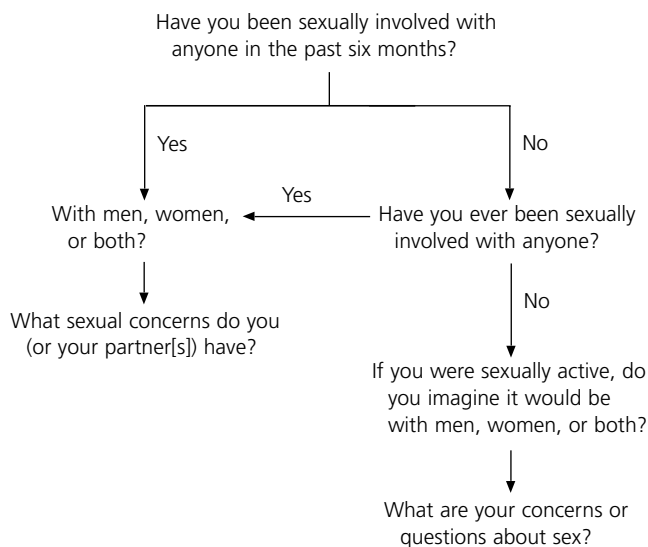 Have you been sexually involved with
anyone in the past six months?
Yes
No
With men, women,
or both?
Yes
Have you ever been sexually
involved with anyone?
What sexual concerns do you
(or your partner[s]) have?
No
If you were sexually active, do
you imagine it would be
with men, women, or both?
What are your concerns or
questions about sex?